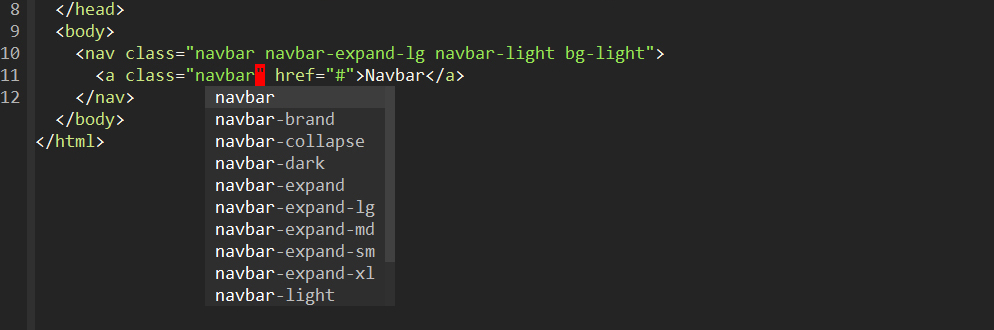 8 </head>
9 <body>
10 <nav class="navbar navbar-expand-lg navbar-light bg-light">
11 <a class="navbar" href="#">Navbar</a>
12 </nav>
</body>
</html>
navbar
navbar-brand
navbar-collapse
navbar-dark
navbar-expand
navbar-expand-lg
navbar-expand-md
navbar-expand-sm
navbar-expand-xl
navbar-light